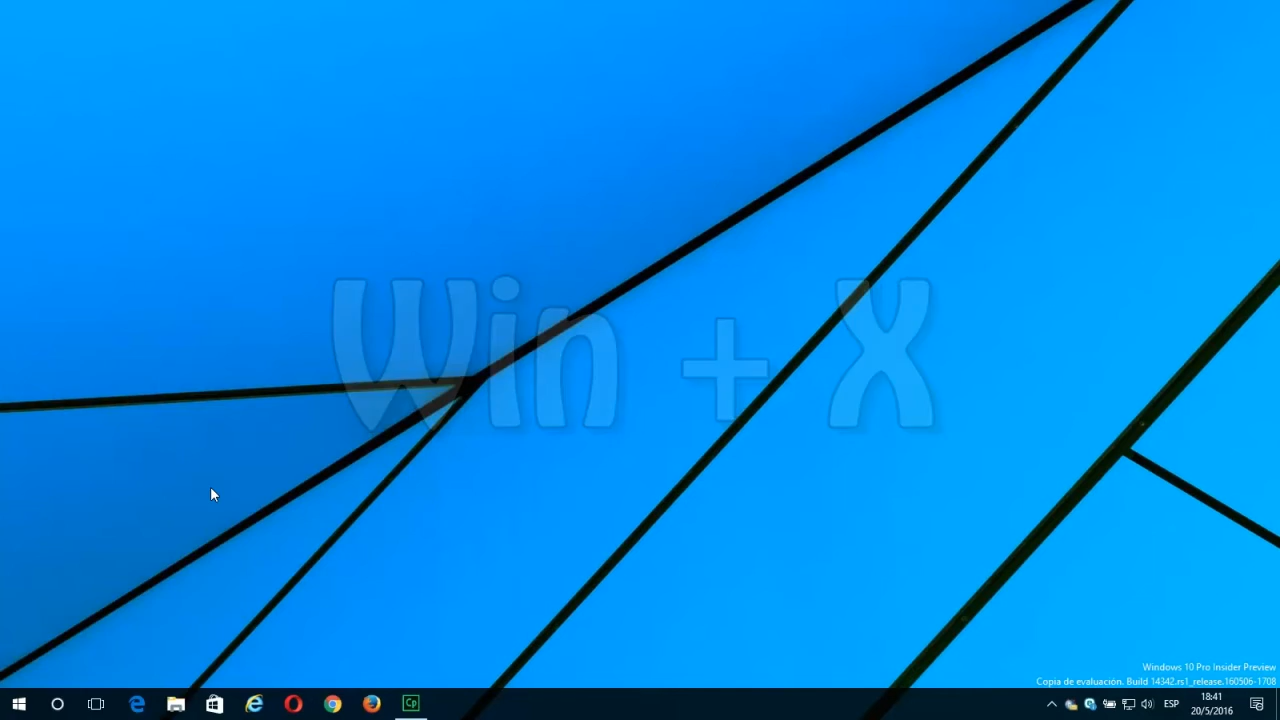 Win + X
Windows 10 Pro Insider Preview
Copia de evaluación. Build 14342.rs1_release.160506-1708
Cp
ESP
18:41
20/5/2016